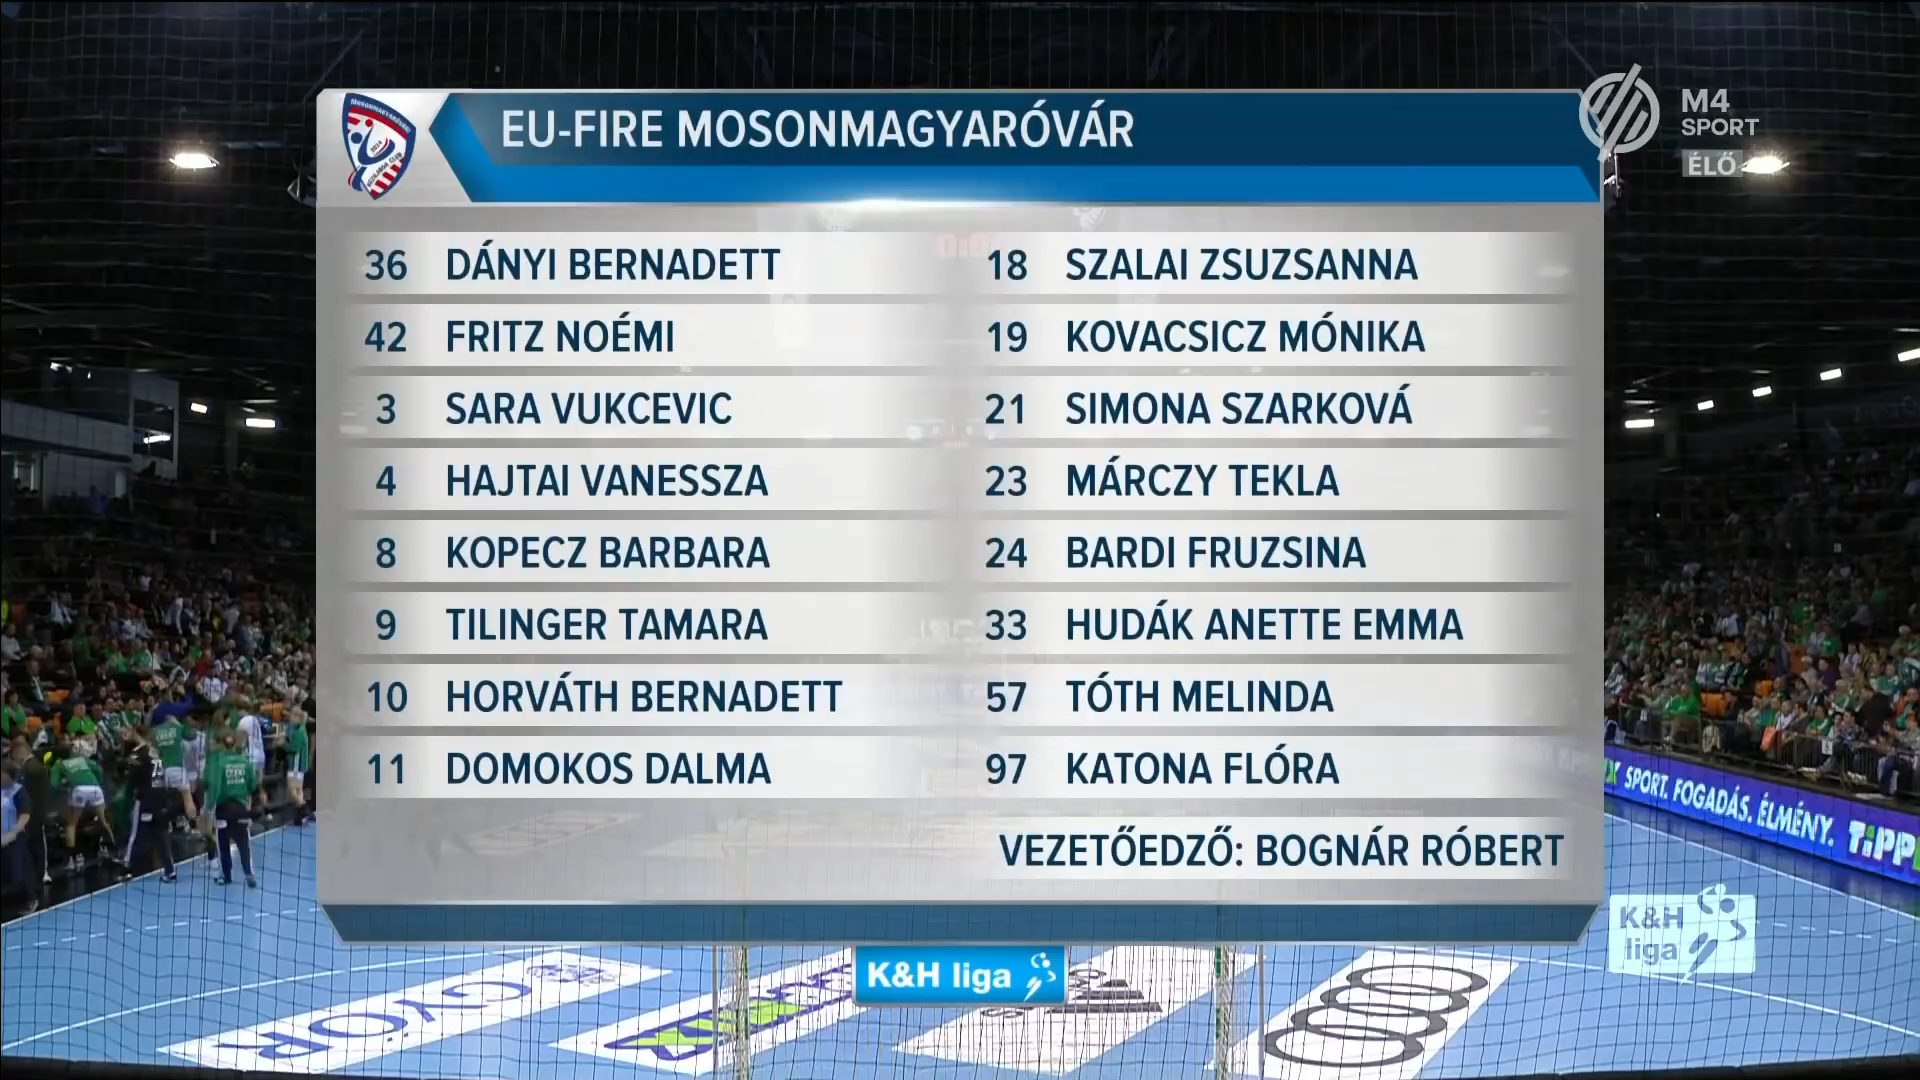 EU-FIRE MOSONMAGYARÓVÁR
M4
SPORT
ÉLŐ
36 DÁNYI BERNADETT
42 FRITZ NOÉMI
3 SARA VUKCEVIC
4 HAJTAI VANESSZA
8 KOPECZ BARBARA
9 TILINGER TAMARA
10 HORVÁTH BERNADETT
11 DOMOKOS DALMA
18 SZALAI ZSUZSANNA
19 KOVACSICZ MÓNIKA
21 SIMONA SZARKOVÁ
23 MÁRCZY TEKLA
24 BARDI FRUZSINA
33 HUDÁK ANETTE EMMA
57 TÓTH MELINDA
97 KATONA FLÓRA
VEZETŐEDZŐ: BOGNÁR RÓBERT
SPORT. FOGADÁS. ÉLMÉNY.
K&H
liga
K&H liga
GYŐR